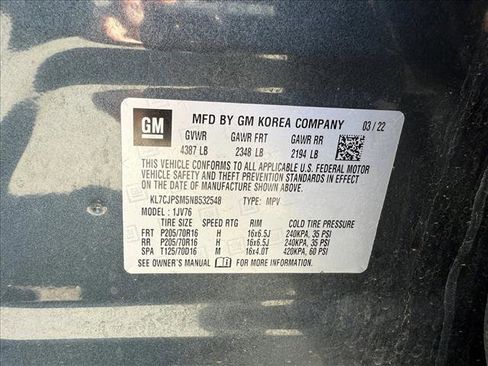 GM
MFD BY GM KOREA COMPANY 03/22
GVWR GAWR FRT GAWR RR
4387 LB 2348 LB 2194 LB
THIS VEHICLE CONFORMS TO ALL APPLICABLE U.S. FEDERAL MOTOR
VEHICLE SAFETY AND THEFT PREVENTION STANDARDS IN EFFECT
ON THE DATE OF MANUFACTURE SHOWN ABOVE.
KL7CJPSM5NB532548 TYPE: MPV
MODEL: 1JV76
TIRE SIZE SPEED RTG RIM COLD TIRE PRESSURE
FRT P205/70R16 H 16x6.5J 240KPA, 35 PSI
RR P205/70R16 H 16x6.5J 240KPA, 35 PSI
SPA T125/70D16 M 16x4.0T 420KPA, 60 PSI
SEE OWNER'S MANUAL FOR MORE INFORMATION.